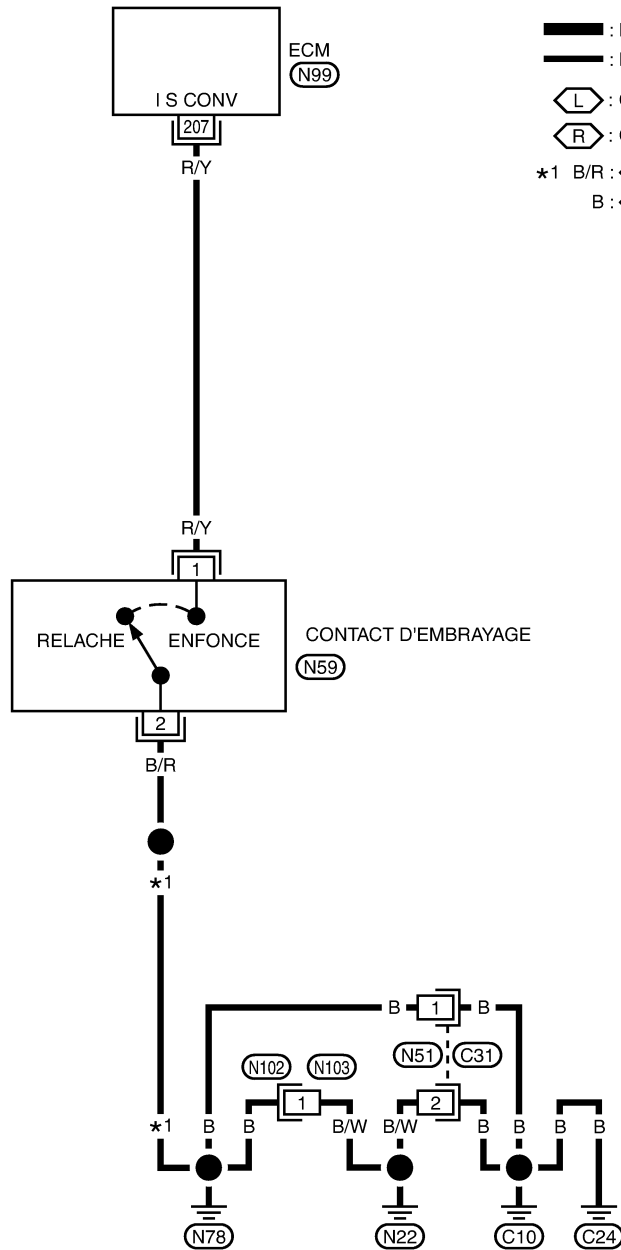 ECM
N99
I S CONV
207
R/Y
L
R
*1 B/R :
B :
R/Y
1
RELACHE
ENFONCE
CONTACT D'EMBRAYAGE
N59
2
B/R
*1
B
1
B
N51
C31
N102
N103
1
2
*1
B
B
B/W
B/W
B
B
B
B
N78
N22
C10
C24